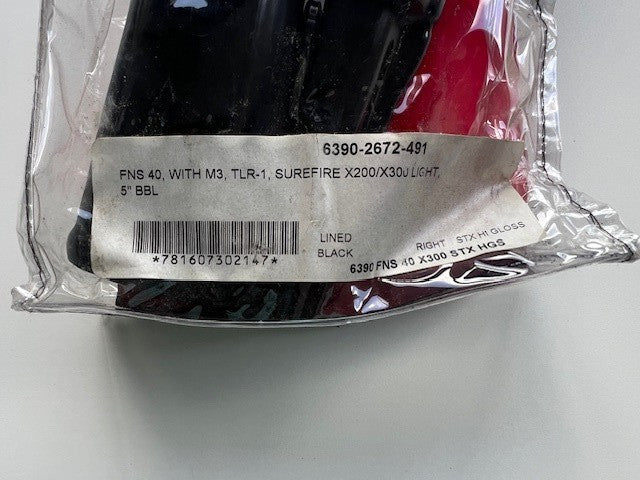 6390-2672-491
FNS 40, WITH M3, TLR-1, SUREFIRE X200/X300 LIGHT,
5" BBL
LINED RIGHT STX HI GLOSS
BLACK
*781607302147*
6390 FNS 40 X300 STX HGS